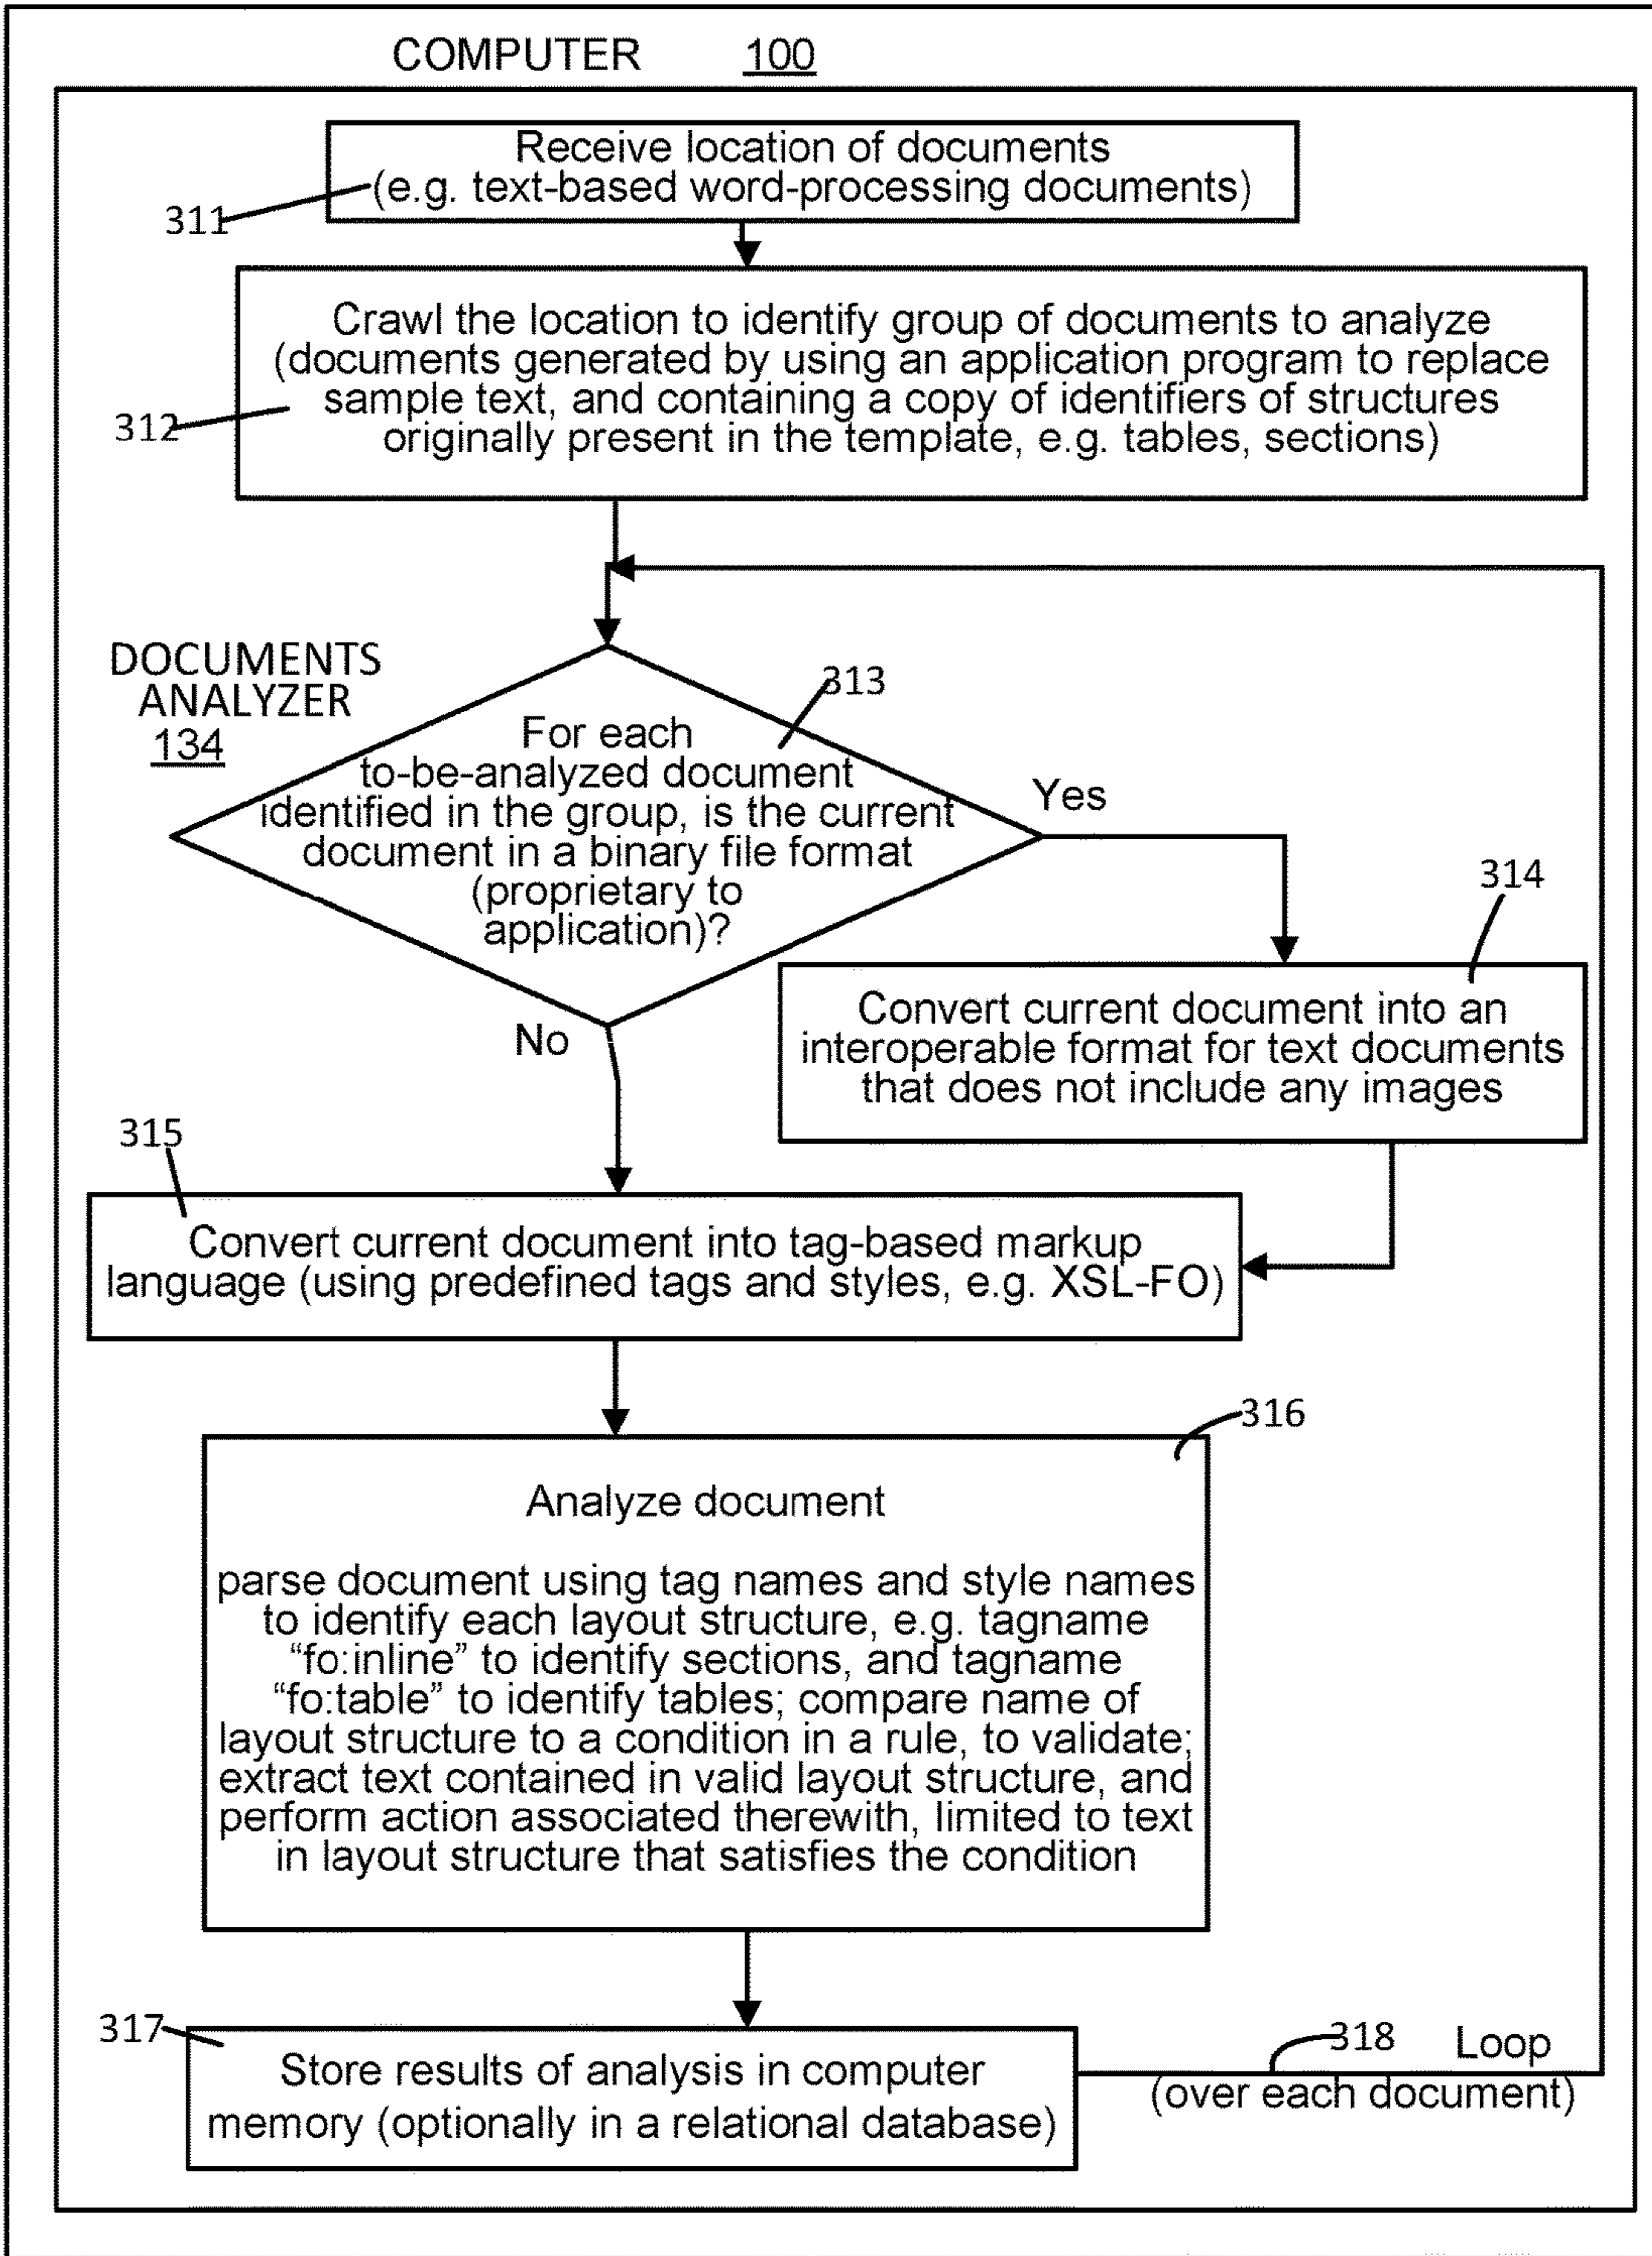 COMPUTER 100
Receive location of documents
(e.g. text-based word-processing documents)
311
Crawl the location to identify group of documents to analyze
(documents generated by using an application program to replace
sample text, and containing a copy of identifiers of structures
originally present in the template, e.g. tables, sections)
312
DOCUMENTS
ANALYZER
134
313
For each
to-be-analyzed document
identified in the group, is the current
document in a binary file format
(proprietary to
application)?
Yes
No
314
Convert current document into an
interoperable format for text documents
that does not include any images
315
Convert current document into tag-based markup
language (using predefined tags and styles, e.g. XSL-FO)
316
Analyze document
parse document using tag names and style names
to identify each layout structure, e.g. tagname
“fo:inline” to identify sections, and tagname
“fo:table” to identify tables; compare name of
layout structure to a condition in a rule, to validate;
extract text contained in valid layout structure, and
perform action associated therewith, limited to text
in layout structure that satisfies the condition
317
Store results of analysis in computer
memory (optionally in a relational database)
318 Loop
(over each document)